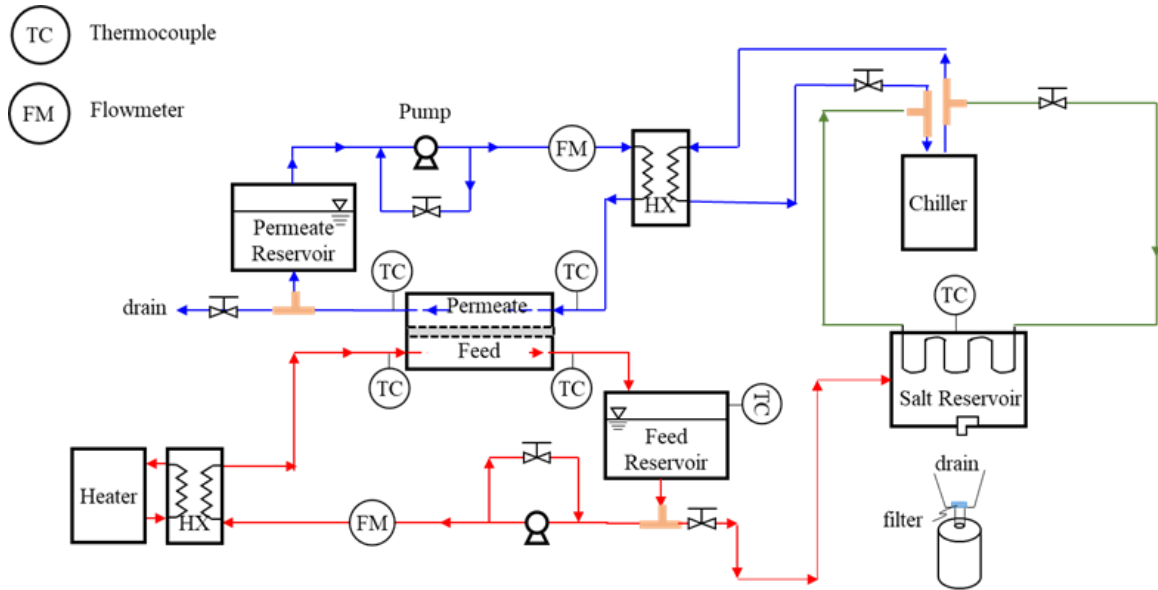 TC
Thermocouple
FM
Flowmeter
Pump
FM
HX
Chiller
Permeate
Reservoir
TC
TC
TC
drain
Permeate
Feed
TC
TC
TC
Salt Reservoir
Feed
Reservoir
Heater
HX
FM
drain
filter